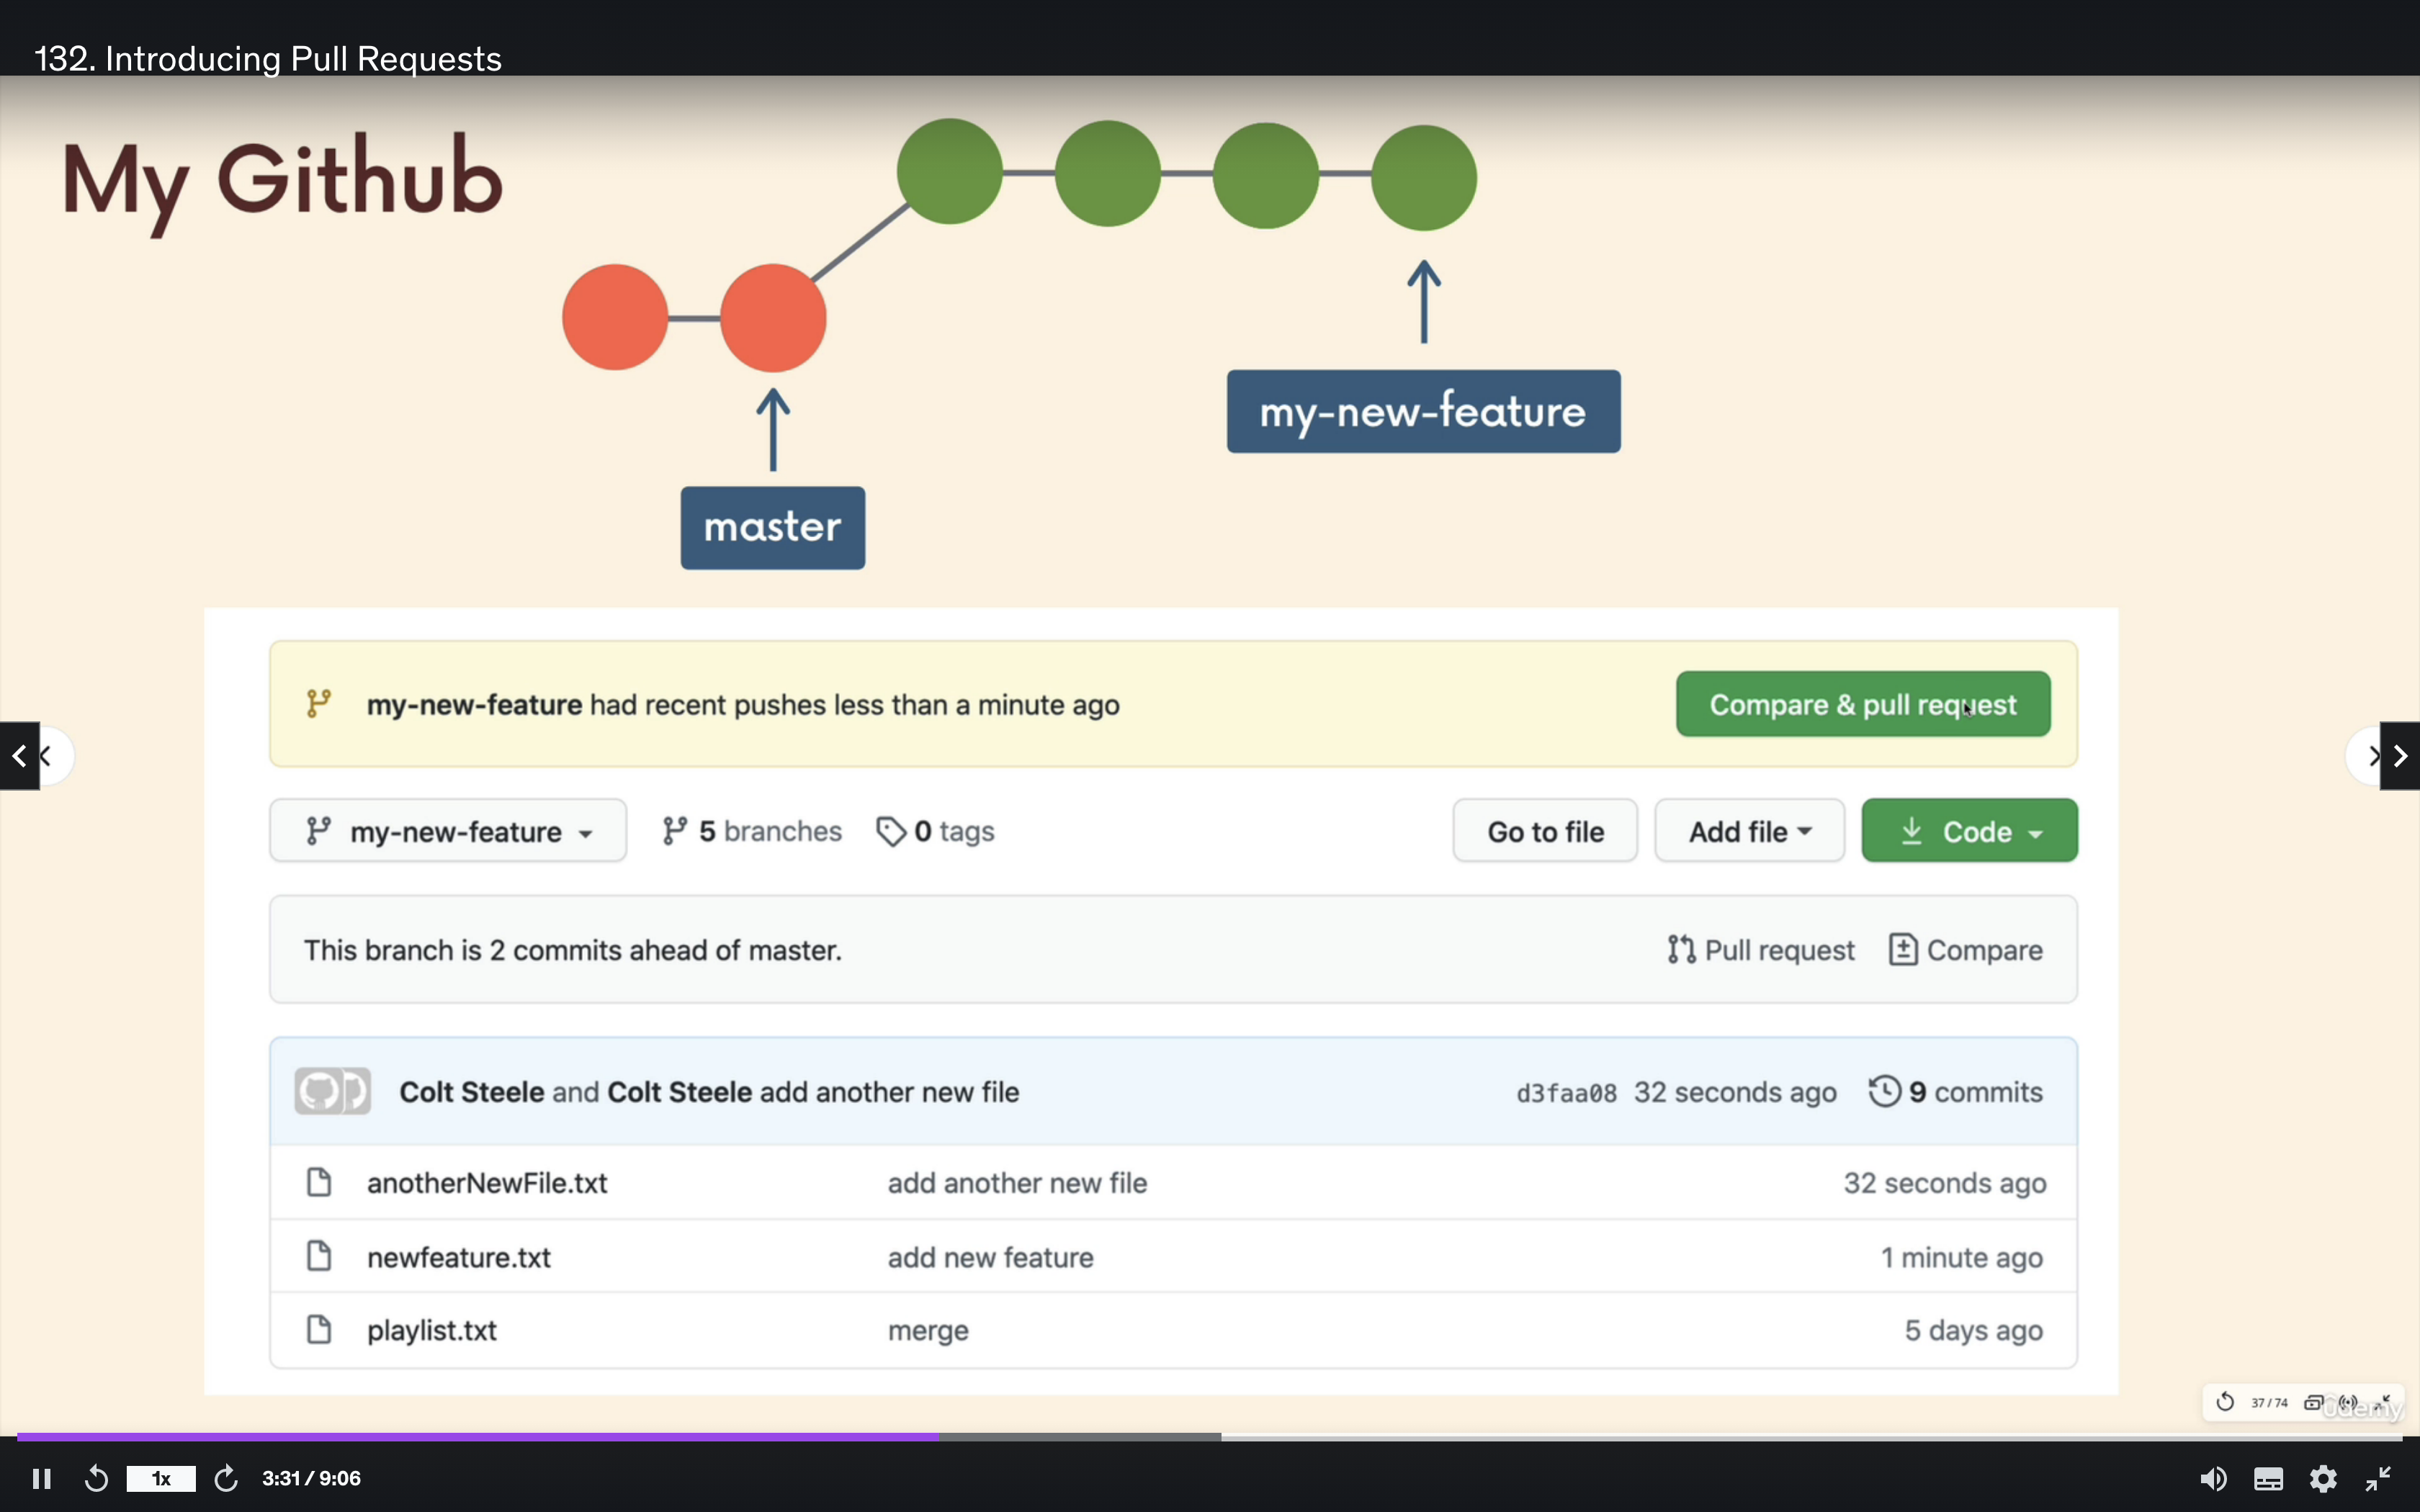 132. Introducing Pull Requests
My Github
my-new-feature
master
my-new-feature had recent pushes less than a minute ago
Compare & pull request
my-new-feature
5 branches
0 tags
Go to file
Add file
Code
This branch is 2 commits ahead of master.
Pull request
Compare
Colt Steele and Colt Steele add another new file
d3faa08 32 seconds ago
9 commits
anotherNewFile.txt
add another new file
32 seconds ago
newfeature.txt
add new feature
1 minute ago
playlist.txt
merge
5 days ago
37 / 74
Udemy
1x
3:31 / 9:06